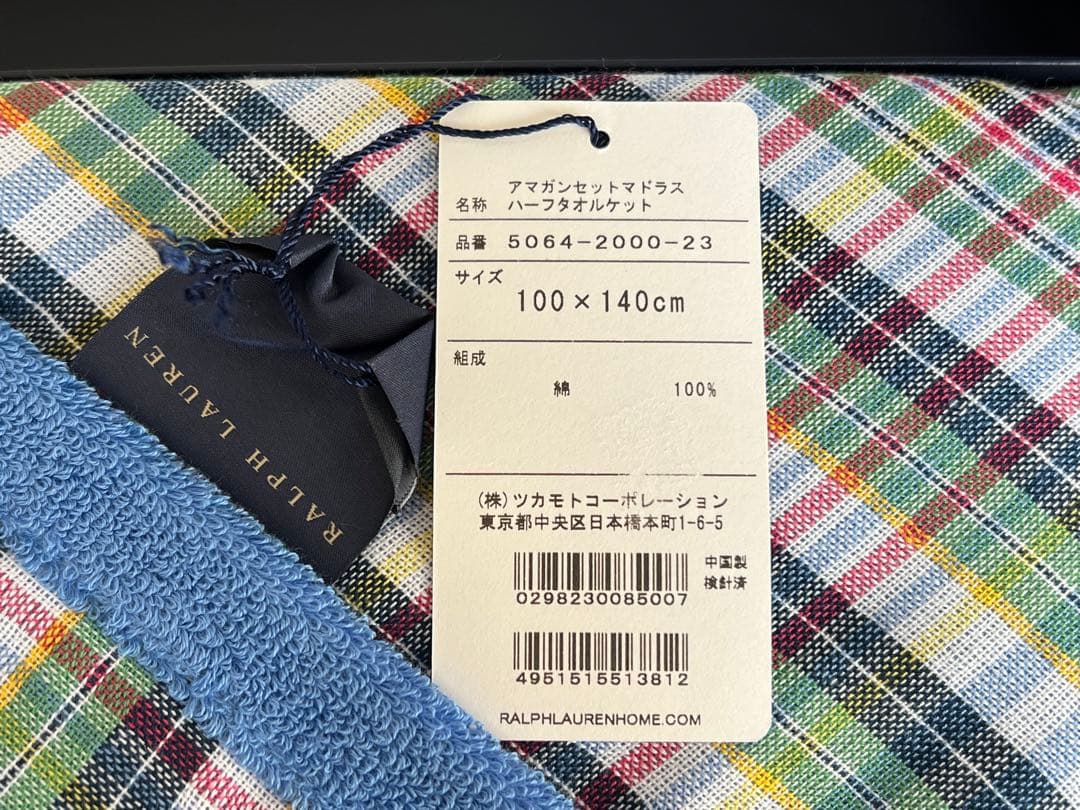 アマガンセットマドラス
名称 ハーフタオルケット
品番 5064-2000-23
サイズ
100×140cm
組成
綿 100%
(株)ツカモトコーポレーション
東京都中央区日本橋本町1-6-5
中国製
検針済
0298230085007
4951515513812
RALPHLAURENHOME.COM
RALPH LAUREN